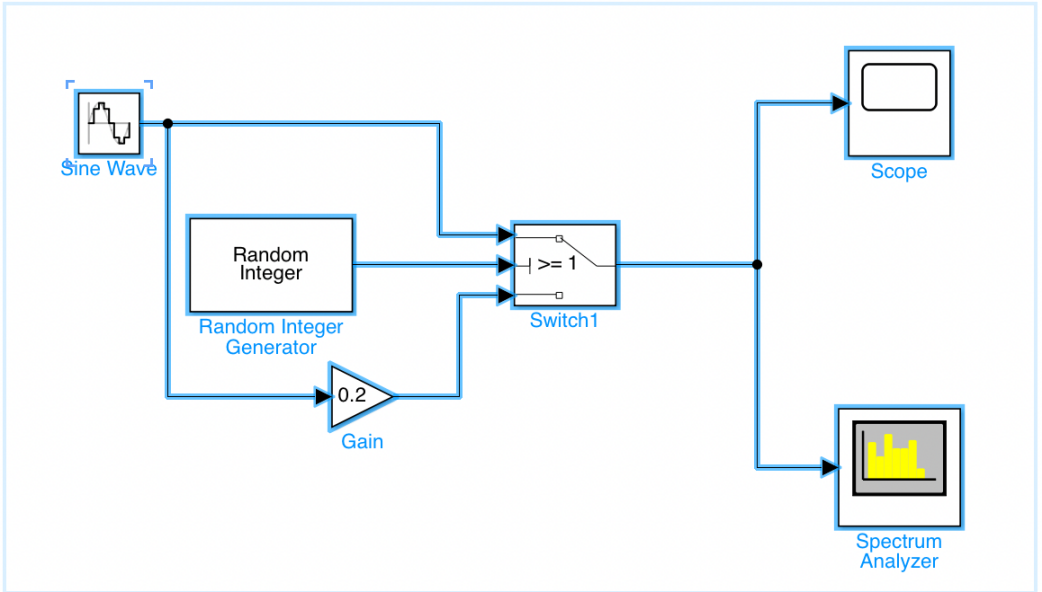 Sine Wave
Random
Integer
Random Integer
Generator
>= 1
Switch1
0.2
Gain
Scope
Spectrum
Analyzer